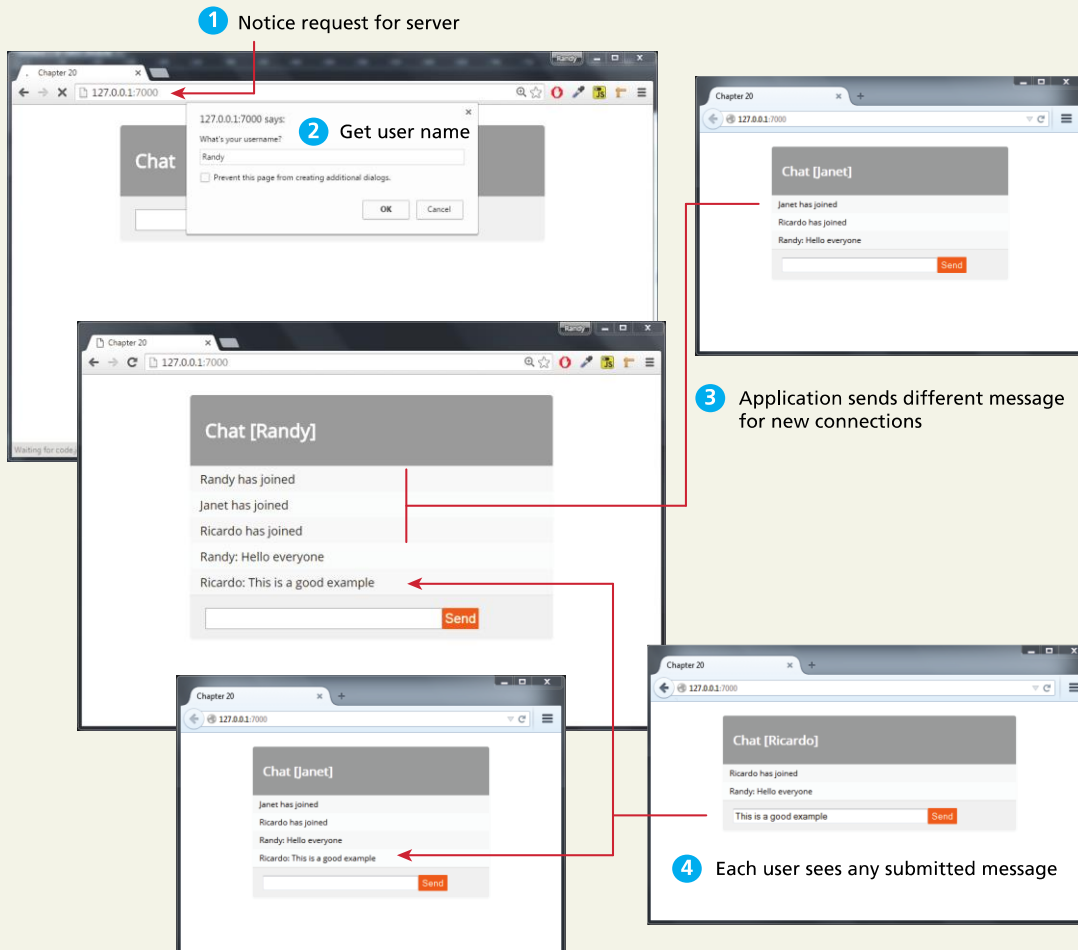 1 Notice request for server
Randy
Chapter 20
127.0.0.1:7000
JS
127.0.0.1:7000 says:
2 Get user name
What's your username?
Randy
Prevent this page from creating additional dialogs.
OK Cancel
Chat
Waiting for code.
Chapter 20
127.0.0.1:7000
Chat [Janet]
Janet has joined
Ricardo has joined
Randy: Hello everyone
Send
3 Application sends different message
for new connections
Randy
Chapter 20
127.0.0.1:7000
JS
Chat [Randy]
Randy has joined
Janet has joined
Ricardo has joined
Randy: Hello everyone
Ricardo: This is a good example
Send
Chapter 20
127.0.0.1:7000
Chat [Janet]
Janet has joined
Ricardo has joined
Randy: Hello everyone
Ricardo: This is a good example
Send
Chapter 20
127.0.0.1:7000
Chat [Ricardo]
Ricardo has joined
Randy: Hello everyone
This is a good example
Send
4 Each user sees any submitted message